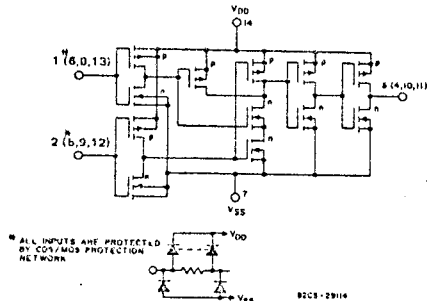 VDD
14
*
1 (6,8,13)
p
p
p
p
p
n
n
n
n
3 (4,10,11)
*
2 (b,9,12)
p
n
n
7
VSS
* ALL INPUTS ARE PROTECTED
BY COS/MOS PROTECTION
NETWORK
VDD
VSS
92CS-29114